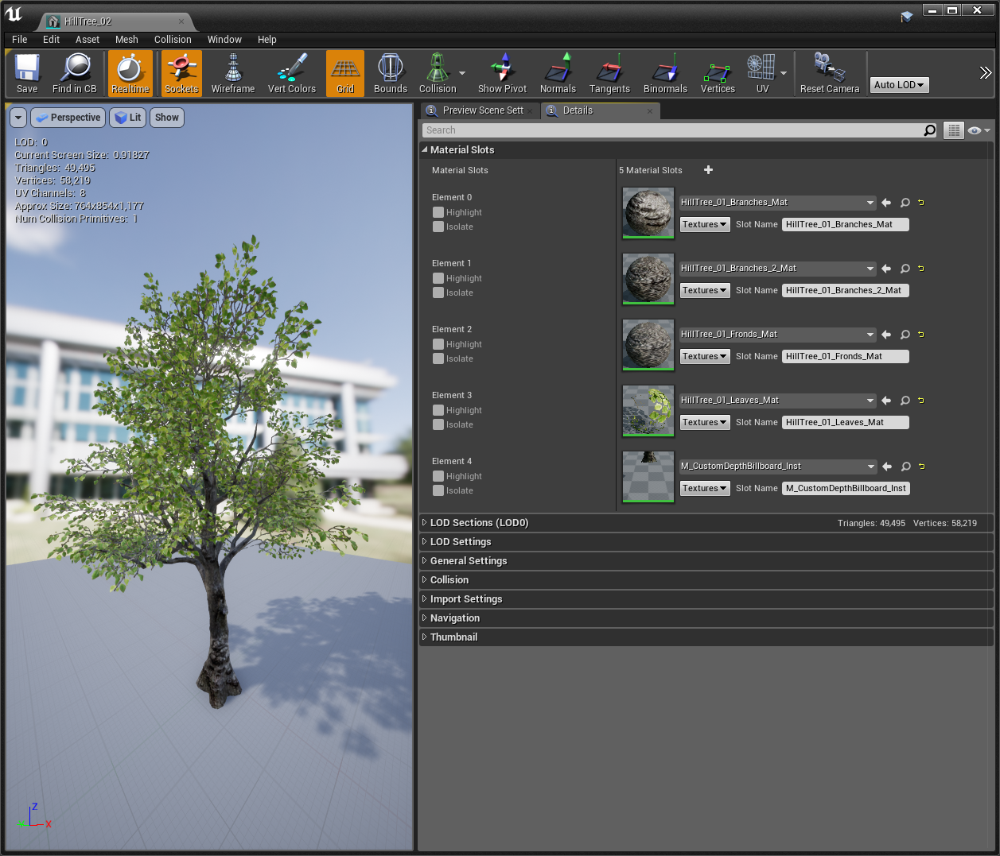 HillTree_02
File Edit Asset Mesh Collision Window Help
Save Find in CB Realtime Sockets Wireframe Vert Colors Grid Bounds Collision Show Pivot Normals Tangents Binormals Vertices UV Reset Camera Auto LOD
Perspective Lit Show
LOD: 0
Current Screen Size: 0.91827
Triangles: 49,495
Vertices: 58,219
UV Channels: 8
Approx Size: 764x854x1,177
Num Collision Primitives: 1
Z
X
Preview Scene Sett Details
Search
Material Slots
Material Slots 5 Material Slots
Element 0
Highlight
Isolate
HillTree_01_Branches_Mat
Textures Slot Name HillTree_01_Branches_Mat
Element 1
Highlight
Isolate
HillTree_01_Branches_2_Mat
Textures Slot Name HillTree_01_Branches_2_Mat
Element 2
Highlight
Isolate
HillTree_01_Fronds_Mat
Textures Slot Name HillTree_01_Fronds_Mat
Element 3
Highlight
Isolate
HillTree_01_Leaves_Mat
Textures Slot Name HillTree_01_Leaves_Mat
Element 4
Highlight
Isolate
M_CustomDepthBillboard_Inst
Textures Slot Name M_CustomDepthBillboard_Inst
LOD Sections (LOD0) Triangles: 49,495 Vertices: 58,219
LOD Settings
General Settings
Collision
Import Settings
Navigation
Thumbnail